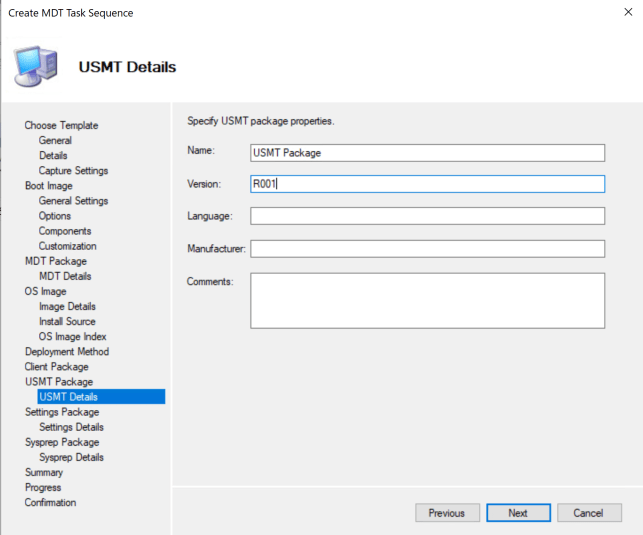 Create MDT Task Sequence
USMT Details
Choose Template
General
Details
Capture Settings
Boot Image
General Settings
Options
Components
Customization
MDT Package
MDT Details
OS Image
Image Details
Install Source
OS Image Index
Deployment Method
Client Package
USMT Package
USMT Details
Settings Package
Settings Details
Sysprep Package
Sysprep Details
Summary
Progress
Confirmation
Specify USMT package properties.
Name: USMT Package
Version: R001
Language:
Manufacturer:
Comments:
Previous Next Cancel